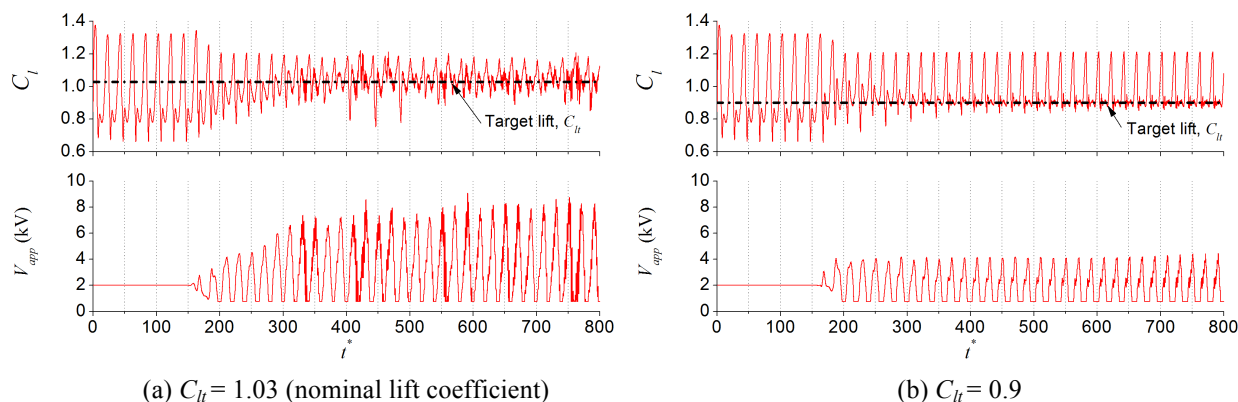 1.4
1.2
1.0
0.8
0.6
C_l
Target lift, C_lt
10
8
6
4
2
0
V_app (kV)
0 100 200 300 400 500 600 700 800
t*
(a) C_lt = 1.03 (nominal lift coefficient)
1.4
1.2
1.0
0.8
0.6
C_l
Target lift, C_lt
10
8
6
4
2
0
V_app (kV)
0 100 200 300 400 500 600 700 800
t*
(b) C_lt = 0.9